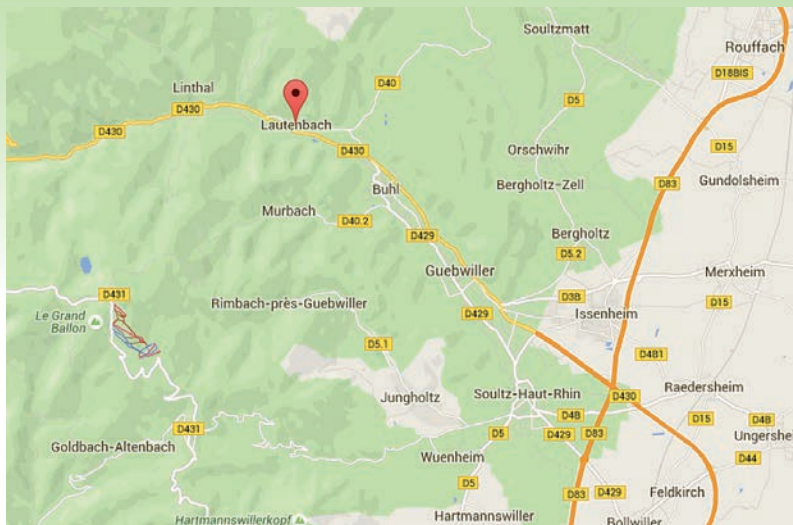 Soultzmatt
Rouffach
D18BIS
Linthal
D40
D5
D430
Lautenbach
D430
D430
D15
Orschwihr
D83
Gundolsheim
Buhl
Bergholtz-Zell
Murbach
D40.2
D429
Bergholtz
D5.2
Guebwiller
Merxheim
D431
Rimbach-près-Guebwiller
D3B
D15
Le Grand
Ballon
D429
Issenheim
D5.1
D4B1
Jungholtz
Soultz-Haut-Rhin
D430
Raedersheim
D431
D4B
D15
D4B
Goldbach-Altenbach
D5
D429
D83
Ungershe
Wuenheim
D44
D5
Feldkirch
D83
D429
Hartmannswillerkopf
Hartmannswiller
Bollwiller